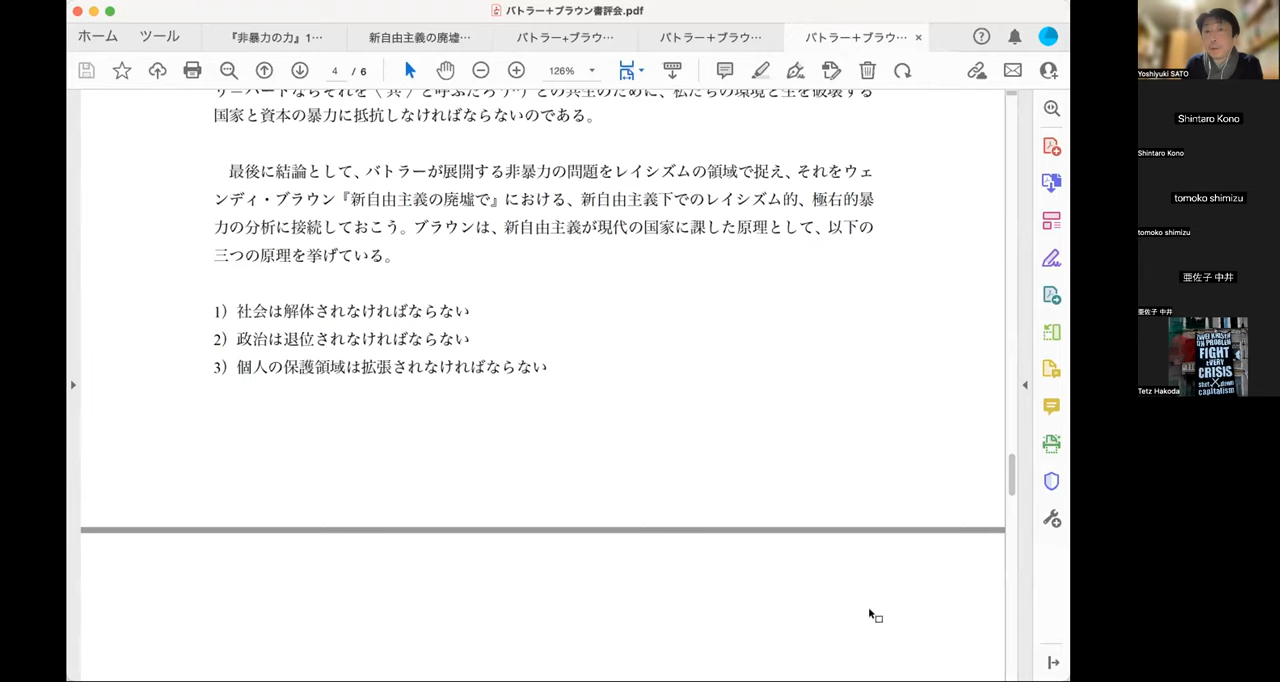 バトラー＋ブラウン書評会.pdf
ホーム ツール 『非暴力の力』1… 新自由主義の廃墟… バトラー+ブラウ… バトラー＋ブラウ… バトラー＋ブラウ… ×
4 / 6 126%
国家と資本の暴力に抵抗しなければならないのである。
最後に結論として、バトラーが展開する非暴力の問題をレイシズムの領域で捉え、それをウェ
ンディ・ブラウン『新自由主義の廃墟で』における、新自由主義下でのレイシズム的、極右的暴
力の分析に接続しておこう。ブラウンは、新自由主義が現代の国家に課した原理として、以下の
三つの原理を挙げている。
1）社会は解体されなければならない
2）政治は退位されなければならない
3）個人の保護領域は拡張されなければならない
Yoshiyuki SATO
Shintaro Kono
Shintaro Kono
tomoko shimizu
tomoko shimizu
亜佐子 中井
亜佐子 中井
FIGHT
EVERY
CRISIS
capitalism
Tetz Hakoda